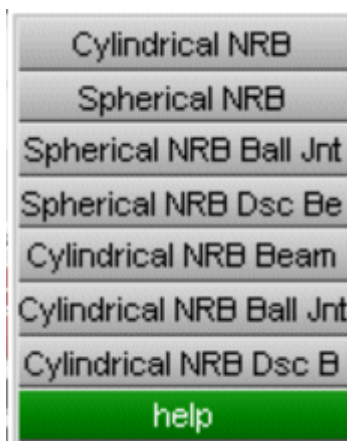 Cylindrical NRB
Spherical NRB
Spherical NRB Ball Jnt
Spherical NRB Dsc Be
Cylindrical NRB Beam
Cylindrical NRB Ball Jnt
Cylindrical NRB Dsc B
help